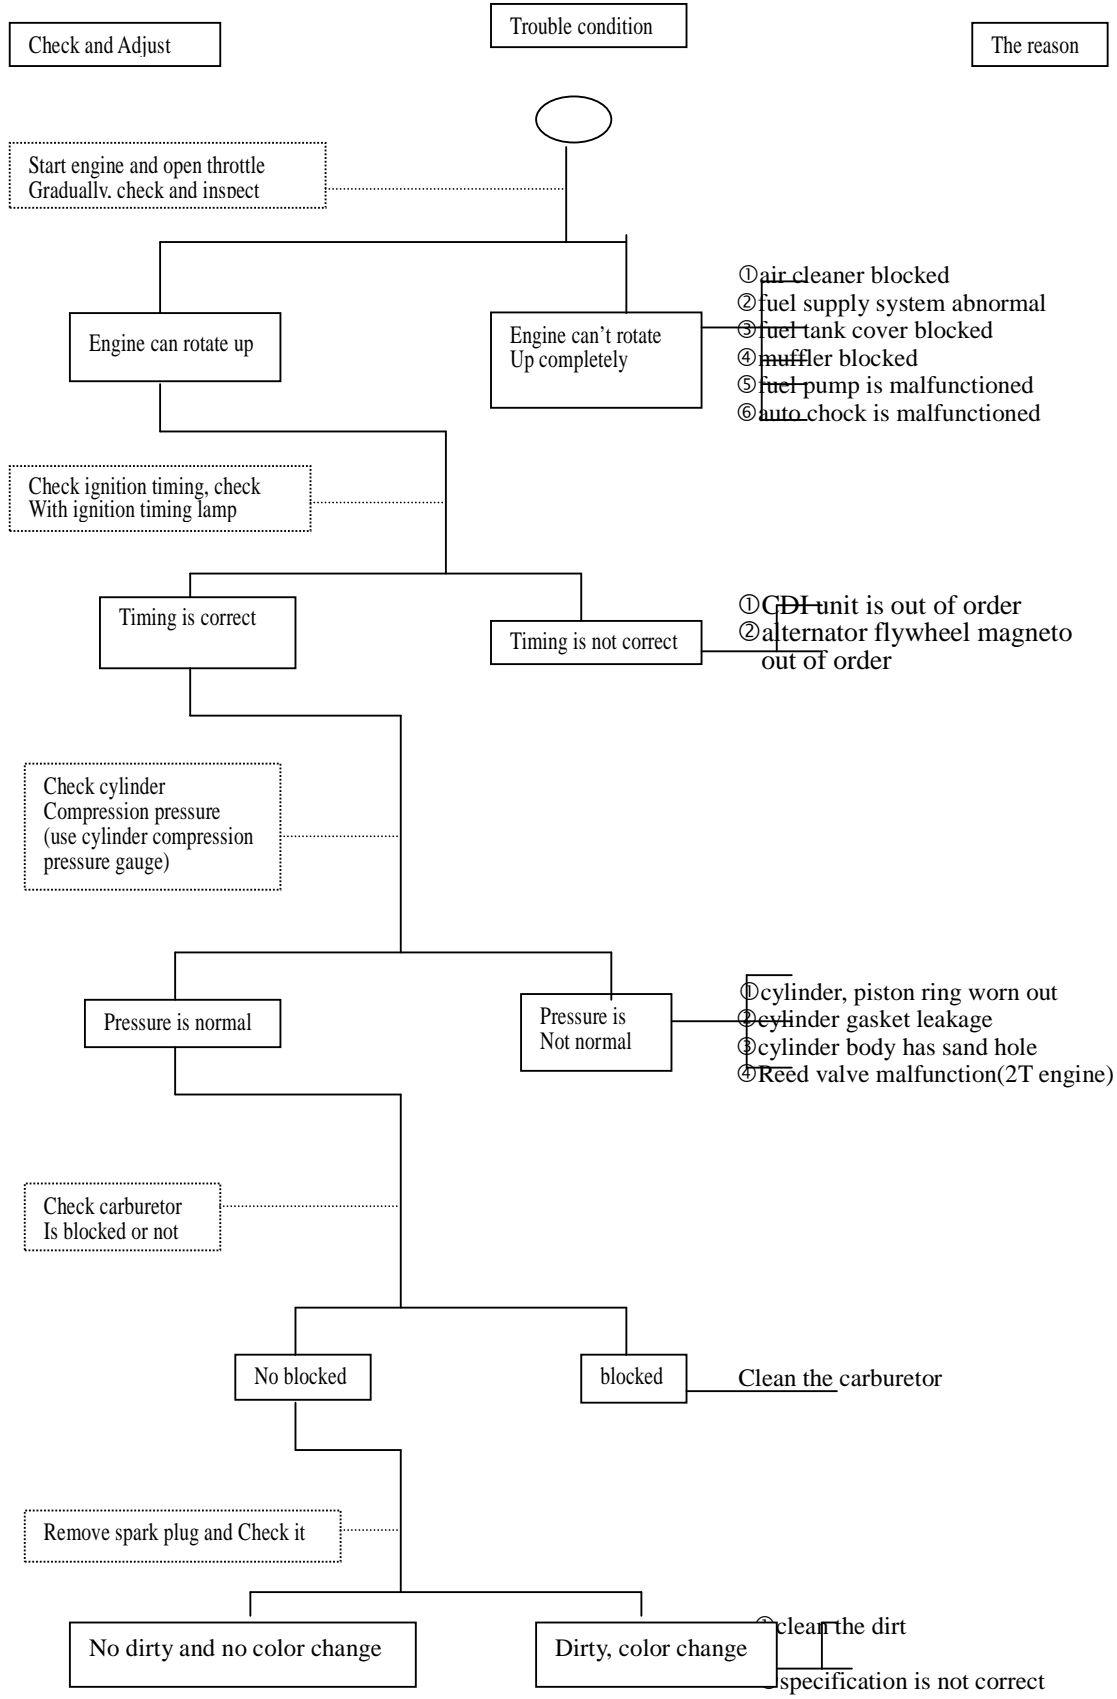 Trouble condition
Check and Adjust
The reason
Start engine and open throttle
Gradually, check and inspect
①air cleaner blocked
②fuel supply system abnormal
③fuel tank cover blocked
④muffler blocked
⑤fuel pump is malfunctioned
⑥auto chock is malfunctioned
Engine can rotate up
Engine can’t rotate
Up completely
Check ignition timing, check
With ignition timing lamp
Timing is correct
Timing is not correct
①CDI unit is out of order
②alternator flywheel magneto
out of order
Check cylinder
Compression pressure
(use cylinder compression
pressure gauge)
Pressure is normal
Pressure is
Not normal
①cylinder, piston ring worn out
②cylinder gasket leakage
③cylinder body has sand hole
④Reed valve malfunction(2T engine)
Check carburetor
Is blocked or not
No blocked
blocked
Clean the carburetor
Remove spark plug and Check it
No dirty and no color change
Dirty, color change
①clean the dirt
specification is not correct